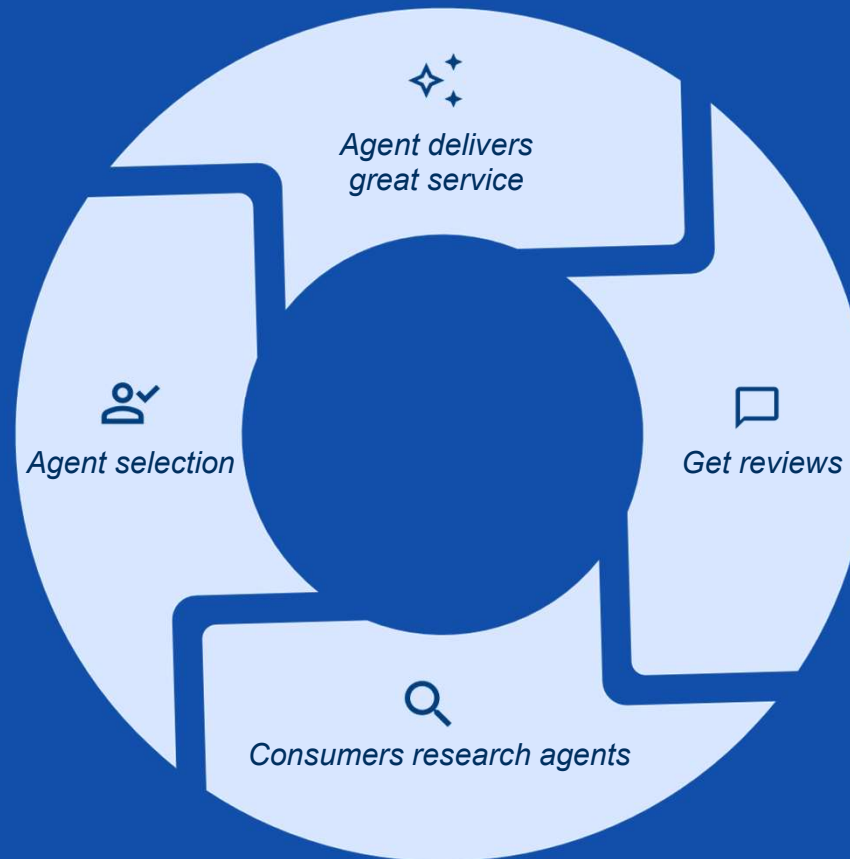 Agent delivers
great service
Agent selection
Get reviews
Consumers research agents